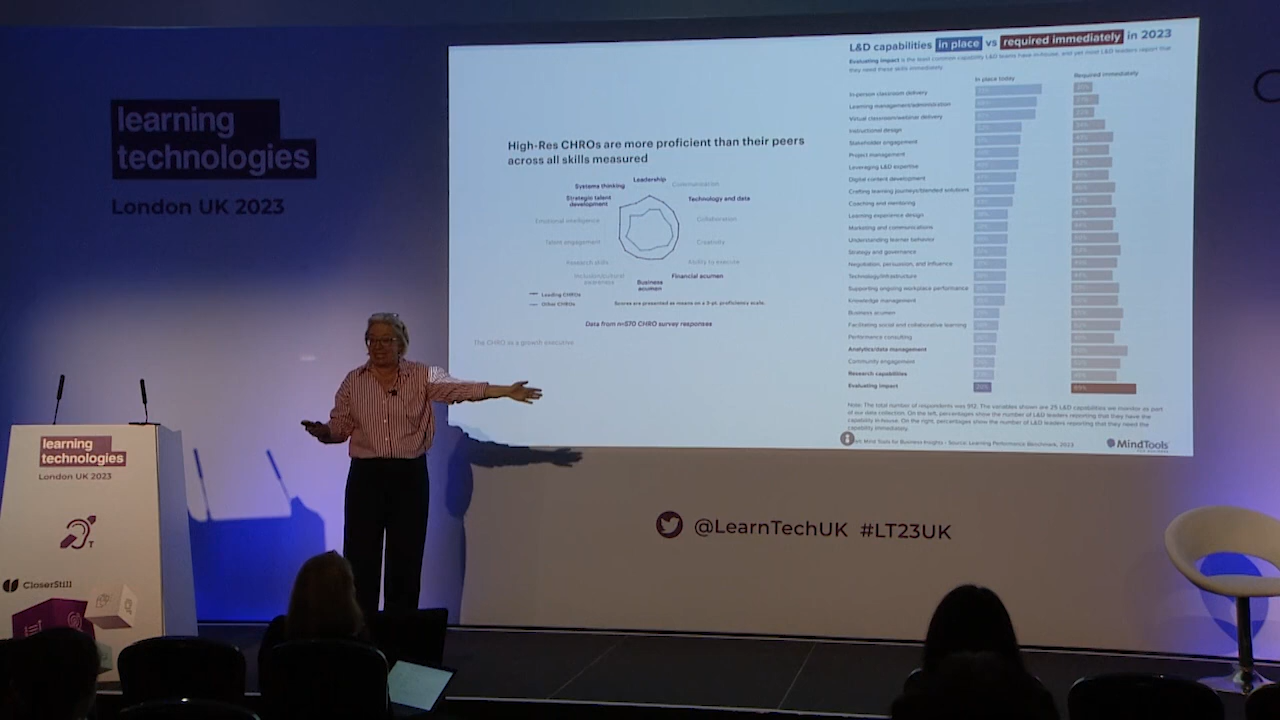 learning
technologies
London UK 2023
High-Res CHROs are more proficient than their peers
across all skills measured
Leadership
Communication
Systems thinking
Strategic talent
development
Technology and data
Emotional intelligence
Collaboration
Talent engagement
Creativity
Research skills
Ability to execute
Inclusion/cultural
awareness
Financial acumen
Business
acumen
Leading CHROs
Other CHROs
Scores are presented as means on a 5-pt. proficiency scale.
Data from n=570 CHRO survey responses
The CHRO as a growth executive
L&D capabilities in place vs required immediately in 2023
Evaluating impact is the least common capability L&D teams have in-house, and yet most L&D leaders report that
they need these skills immediately.
In place today
Required immediately
In-person classroom delivery
Learning management/administration
Virtual classroom/webinar delivery
Instructional design
Stakeholder engagement
Project management
Leveraging L&D expertise
Digital content development
Crafting learning journeys/blended solutions
Coaching and mentoring
Learning experience design
Marketing and communications
Understanding learner behavior
Strategy and governance
Negotiation, persuasion, and influence
Technology/infrastructure
Supporting ongoing workplace performance
Knowledge management
Business acumen
Facilitating social and collaborative learning
Performance consulting
Analytics/data management
Community engagement
Research capabilities
Evaluating impact
Note: The total number of respondents was 912. The variables shown are 25 L&D capabilities we monitor as part
of our data collection. On the left, percentages show the number of L&D leaders reporting that they have the
capability in-house. On the right, percentages show the number of L&D leaders reporting that they need the
capability immediately.
Mind Tools for Business Insights · Source: Learning Performance Benchmark, 2023
MindTools
@LearnTechUK #LT23UK
learning
technologies
London UK 2023
T
CloserStill